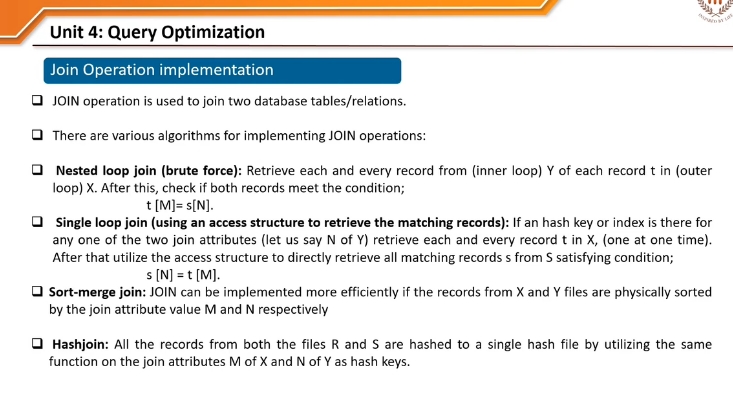 Unit 4: Query Optimization
Join Operation implementation
JOIN operation is used to join two database tables/relations.
There are various algorithms for implementing JOIN operations:
Nested loop join (brute force): Retrieve each and every record from (inner loop) Y of each record t in (outer
loop) X. After this, check if both records meet the condition;
t [M]= s[N].
Single loop join (using an access structure to retrieve the matching records): If an hash key or index is there for
any one of the two join attributes (let us say N of Y) retrieve each and every record t in X, (one at one time).
After that utilize the access structure to directly retrieve all matching records s from S satisfying condition;
s [N] = t [M].
Sort-merge join: JOIN can be implemented more efficiently if the records from X and Y files are physically sorted
by the join attribute value M and N respectively
Hashjoin: All the records from both the files R and S are hashed to a single hash file by utilizing the same
function on the join attributes M of X and N of Y as hash keys.